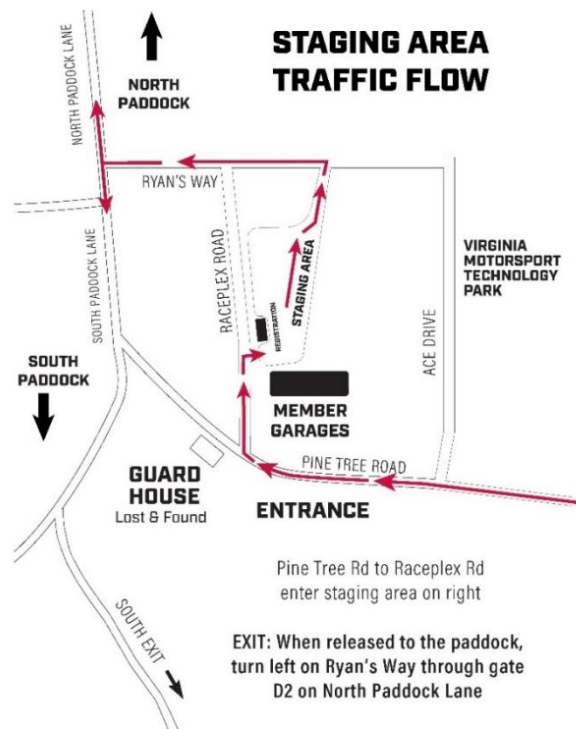 STAGING AREA
TRAFFIC FLOW
NORTH
PADDOCK
NORTH PADDOCK LANE
RYAN'S WAY
SOUTH PADDOCK LANE
RACEPLEX ROAD
STAGING AREA
REGISTRATION
VIRGINIA
MOTORSPORT
TECHNOLOGY
PARK
ACE DRIVE
SOUTH
PADDOCK
MEMBER
GARAGES
PINE TREE ROAD
GUARD
HOUSE
Lost & Found
ENTRANCE
Pine Tree Rd to Raceplex Rd
enter staging area on right
SOUTH EXIT
EXIT: When released to the paddock,
turn left on Ryan's Way through gate
D2 on North Paddock Lane